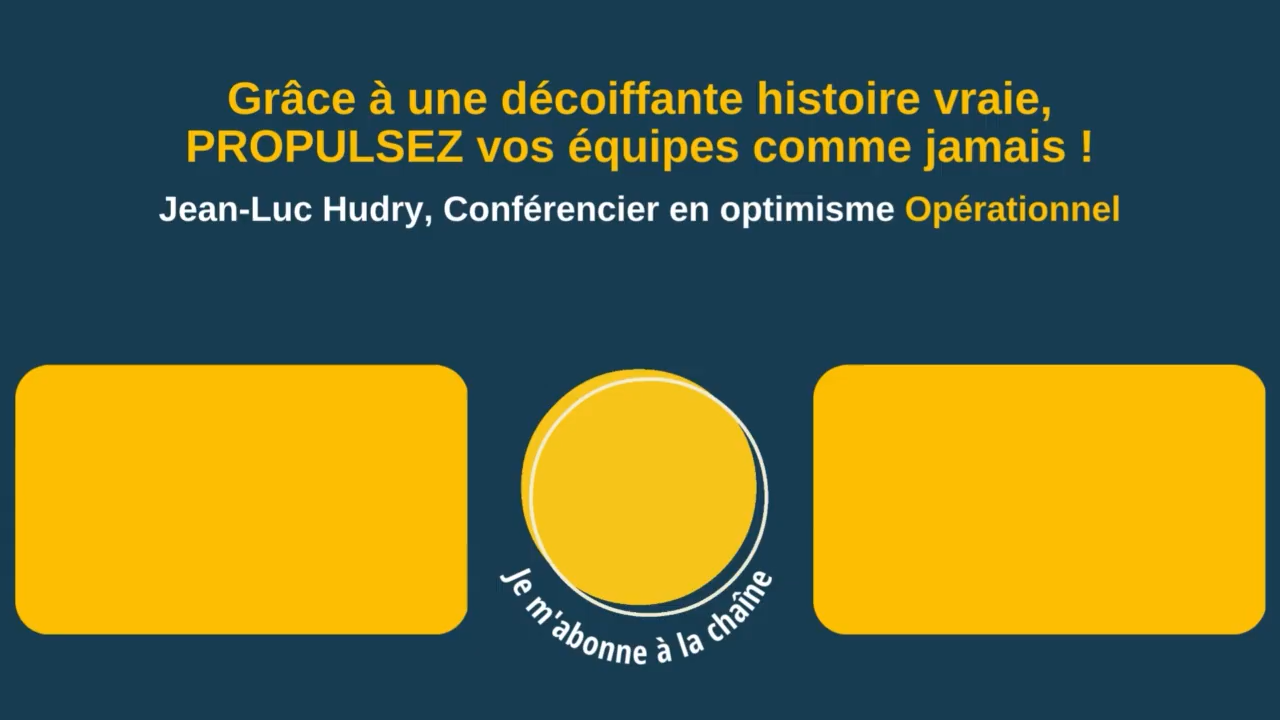 Grâce à une décoiffante histoire vraie,
PROPULSEZ vos équipes comme jamais !
Jean-Luc Hudry, Conférencier en optimisme Opérationnel
Je m'abonne à la chaîne